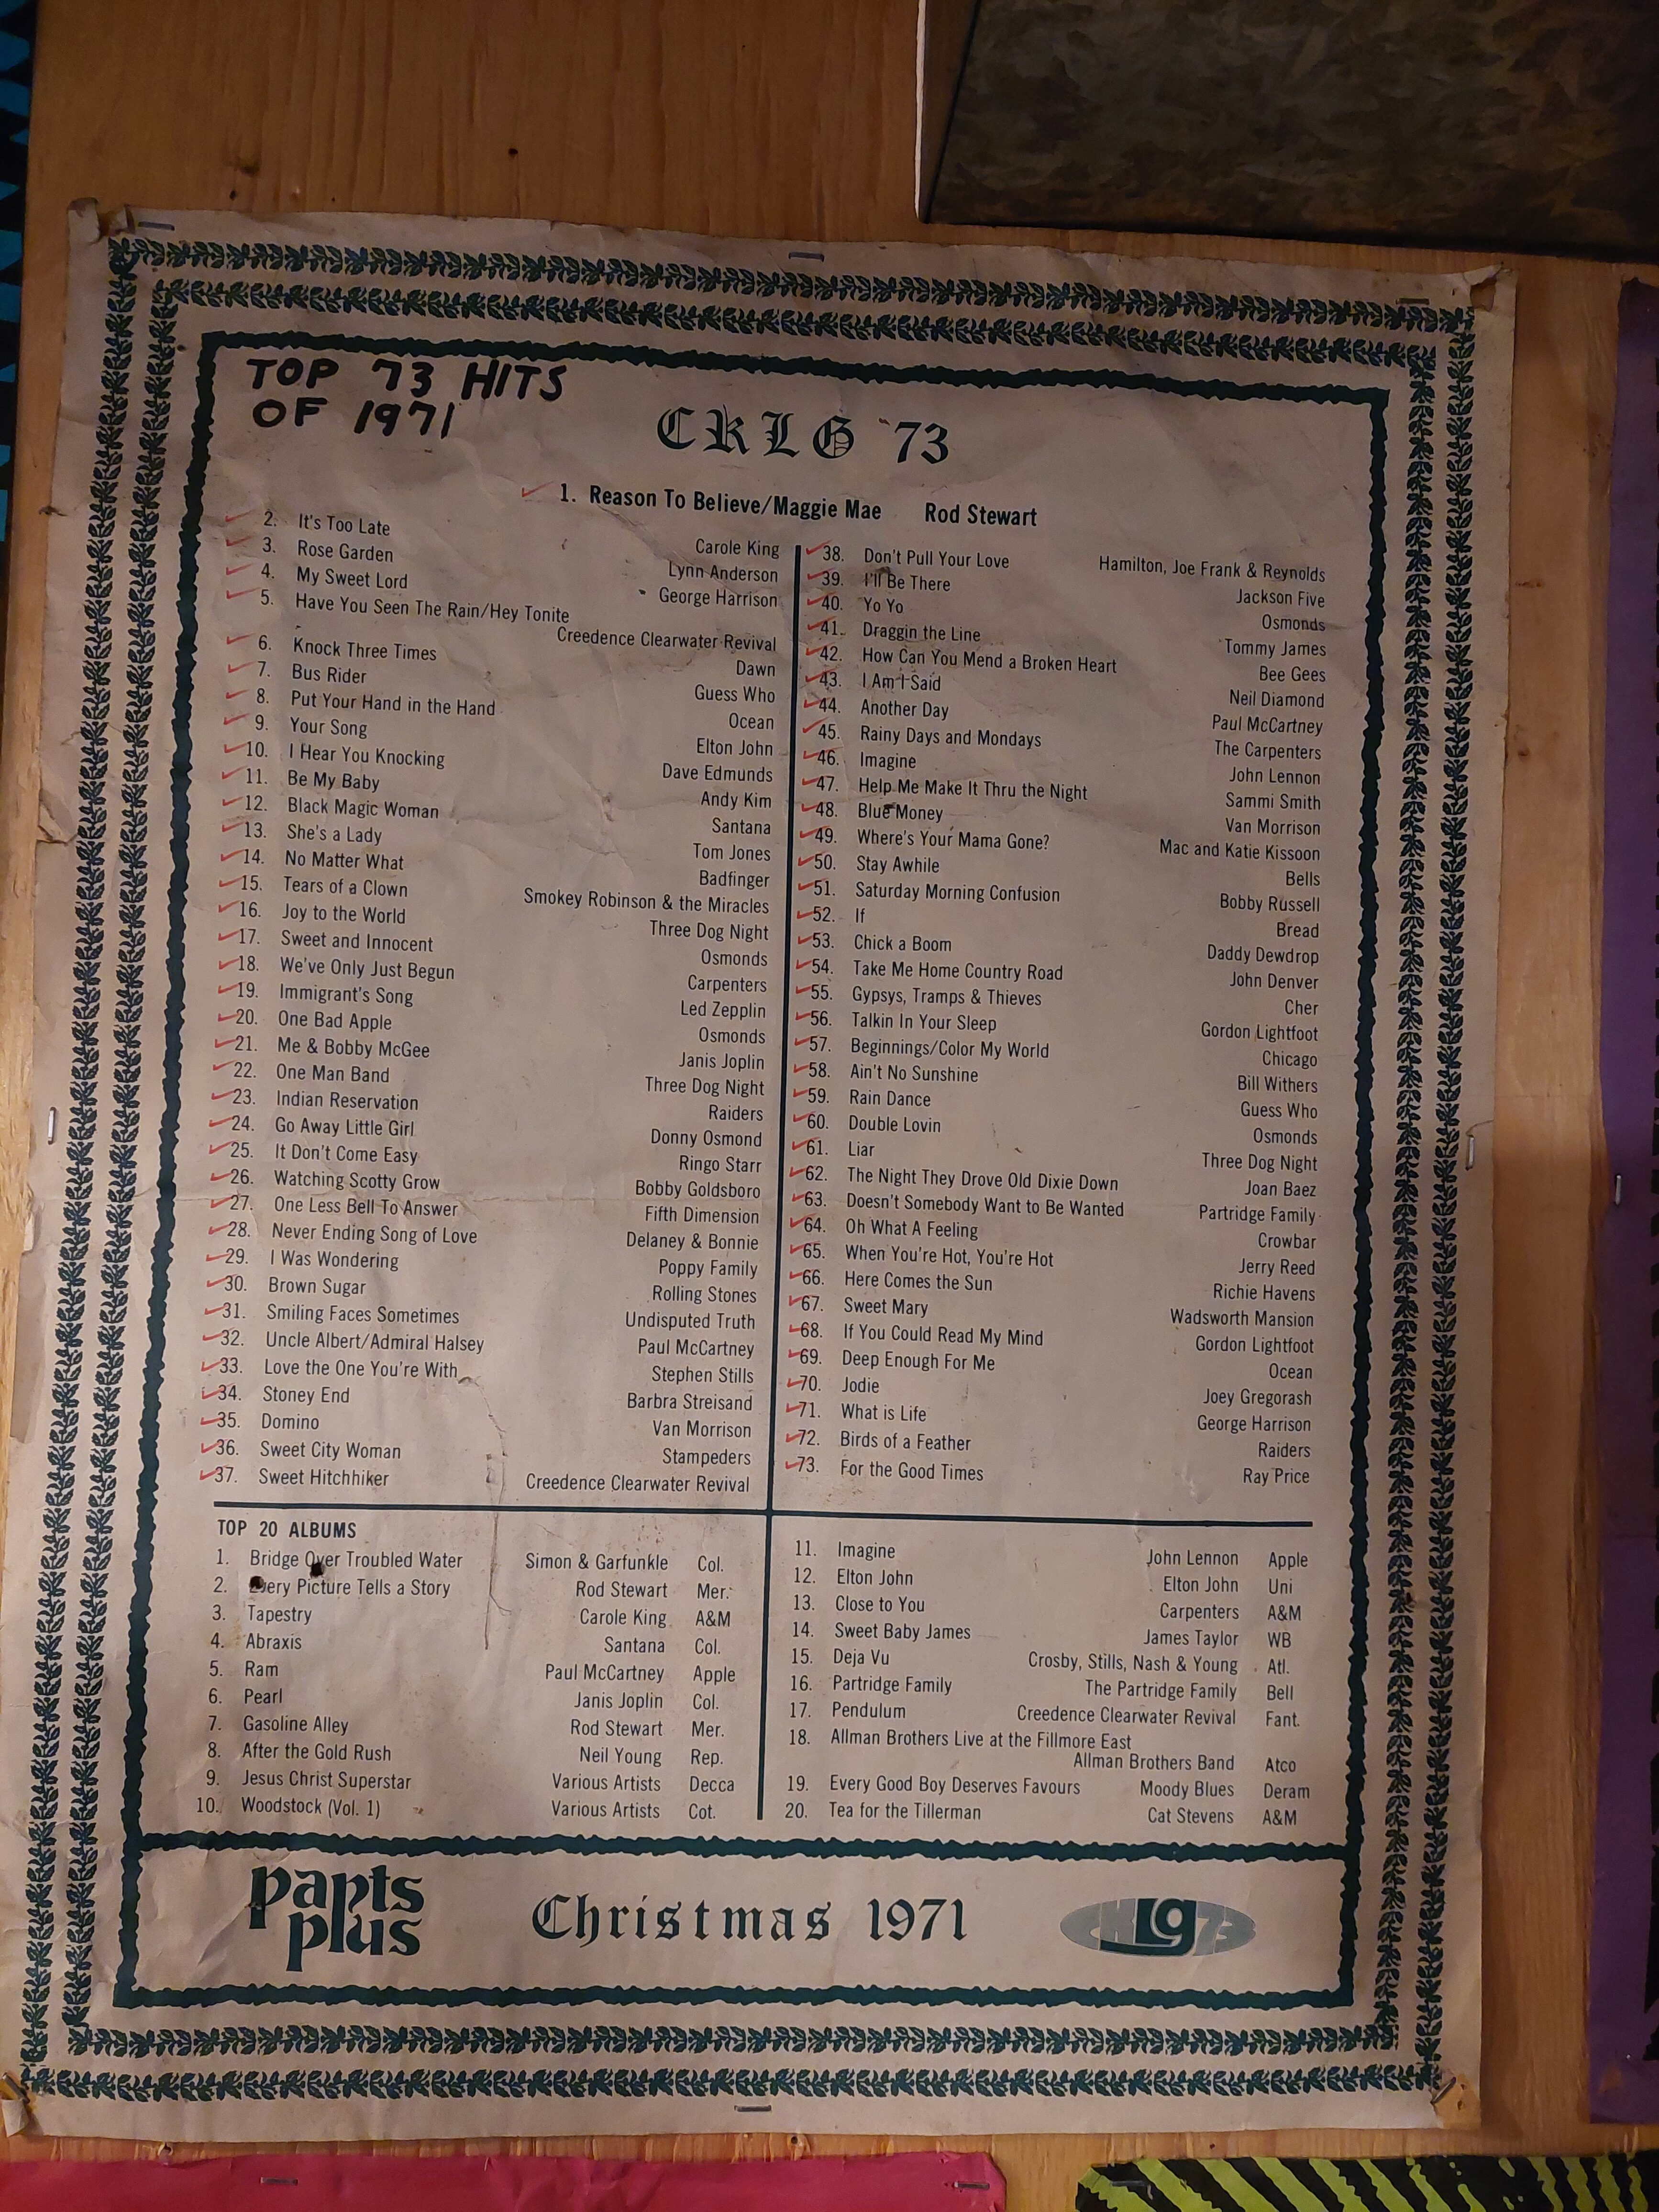 TOP 73 HITS
OF 1971
CKLG '73
1. Reason To Believe/Maggie Mae Rod Stewart
2. It's Too Late Carole King
3. Rose Garden Lynn Anderson
4. My Sweet Lord George Harrison
5. Have You Seen The Rain/Hey Tonite
Creedence Clearwater Revival
6. Knock Three Times Dawn
7. Bus Rider Guess Who
8. Put Your Hand in the Hand Ocean
9. Your Song Elton John
10. I Hear You Knocking Dave Edmunds
11. Be My Baby Andy Kim
12. Black Magic Woman Santana
13. She's a Lady Tom Jones
14. No Matter What Badfinger
15. Tears of a Clown Smokey Robinson & the Miracles
16. Joy to the World Three Dog Night
17. Sweet and Innocent Osmonds
18. We've Only Just Begun Carpenters
19. Immigrant's Song Led Zepplin
20. One Bad Apple Osmonds
21. Me & Bobby McGee Janis Joplin
22. One Man Band Three Dog Night
23. Indian Reservation Raiders
24. Go Away Little Girl Donny Osmond
25. It Don't Come Easy Ringo Starr
26. Watching Scotty Grow Bobby Goldsboro
27. One Less Bell To Answer Fifth Dimension
28. Never Ending Song of Love Delaney & Bonnie
29. I Was Wondering Poppy Family
30. Brown Sugar Rolling Stones
31. Smiling Faces Sometimes Undisputed Truth
32. Uncle Albert/Admiral Halsey Paul McCartney
33. Love the One You're With Stephen Stills
34. Stoney End Barbra Streisand
35. Domino Van Morrison
36. Sweet City Woman Stampeders
37. Sweet Hitchhiker Creedence Clearwater Revival
38. Don't Pull Your Love Hamilton, Joe Frank & Reynolds
39. I'll Be There Jackson Five
40. Yo Yo Osmonds
41. Draggin the Line Tommy James
42. How Can You Mend a Broken Heart Bee Gees
43. I Am I Said Neil Diamond
44. Another Day Paul McCartney
45. Rainy Days and Mondays The Carpenters
46. Imagine John Lennon
47. Help Me Make It Thru the Night Sammi Smith
48. Blue Money Van Morrison
49. Where's Your Mama Gone? Mac and Katie Kissoon
50. Stay Awhile Bells
51. Saturday Morning Confusion Bobby Russell
52. If Bread
53. Chick a Boom Daddy Dewdrop
54. Take Me Home Country Road John Denver
55. Gypsys, Tramps & Thieves Cher
56. Talkin In Your Sleep Gordon Lightfoot
57. Beginnings/Color My World Chicago
58. Ain't No Sunshine Bill Withers
59. Rain Dance Guess Who
60. Double Lovin Osmonds
61. Liar Three Dog Night
62. The Night They Drove Old Dixie Down Joan Baez
63. Doesn't Somebody Want to Be Wanted Partridge Family
64. Oh What A Feeling Crowbar
65. When You're Hot, You're Hot Jerry Reed
66. Here Comes the Sun Richie Havens
67. Sweet Mary Wadsworth Mansion
68. If You Could Read My Mind Gordon Lightfoot
69. Deep Enough For Me Ocean
70. Jodie Joey Gregorash
71. What is Life George Harrison
72. Birds of a Feather Raiders
73. For the Good Times Ray Price
TOP 20 ALBUMS
1. Bridge Over Troubled Water Simon & Garfunkle Col.
2. Every Picture Tells a Story Rod Stewart Mer.
3. Tapestry Carole King A&M
4. Abraxis Santana Col.
5. Ram Paul McCartney Apple
6. Pearl Janis Joplin Col.
7. Gasoline Alley Rod Stewart Mer.
8. After the Gold Rush Neil Young Rep.
9. Jesus Christ Superstar Various Artists Decca
10. Woodstock (Vol. 1) Various Artists Cot.
11. Imagine John Lennon Apple
12. Elton John Elton John Uni
13. Close to You Carpenters A&M
14. Sweet Baby James James Taylor WB
15. Deja Vu Crosby, Stills, Nash & Young Atl.
16. Partridge Family The Partridge Family Bell
17. Pendulum Creedence Clearwater Revival Fant.
18. Allman Brothers Live at the Fillmore East
Allman Brothers Band Atco
19. Every Good Boy Deserves Favours Moody Blues Deram
20. Tea for the Tillerman Cat Stevens A&M
pants
plus
Christmas 1971
CKLG73